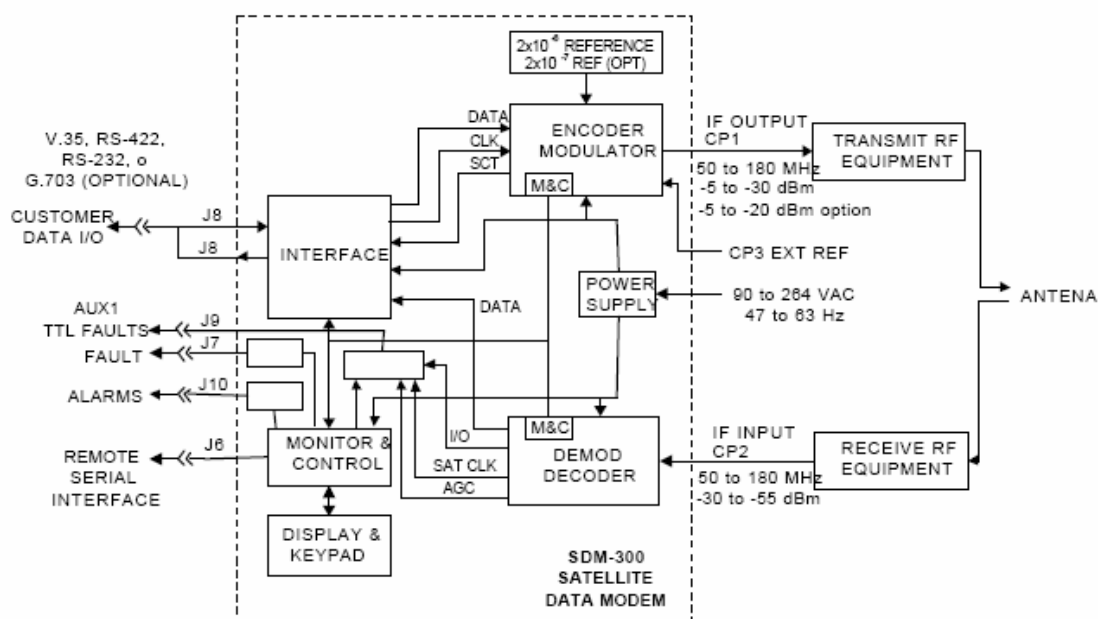 2x10⁻⁶ REFERENCE
2x10⁻⁷ REF (OPT)
V.35, RS-422,
RS-232, o
G.703 (OPTIONAL)
DATA
CLK
SCT
ENCODER
MODULATOR
M&C
IF OUTPUT
CP1
50 to 180 MHz
-5 to -30 dBm
-5 to -20 dBm option
TRANSMIT RF
EQUIPMENT
CUSTOMER
DATA I/O
J8
J8
INTERFACE
CP3 EXT REF
POWER
SUPPLY
90 to 264 VAC
47 to 63 Hz
ANTENA
DATA
AUX1
TTL FAULTS
J9
FAULT
J7
ALARMS
J10
REMOTE
SERIAL
INTERFACE
J6
MONITOR &
CONTROL
I/O
SAT CLK
AGC
M&C
DEMOD
DECODER
IF INPUT
CP2
50 to 180 MHz
-30 to -55 dBm
RECEIVE RF
EQUIPMENT
DISPLAY &
KEYPAD
SDM-300
SATELLITE
DATA MODEM